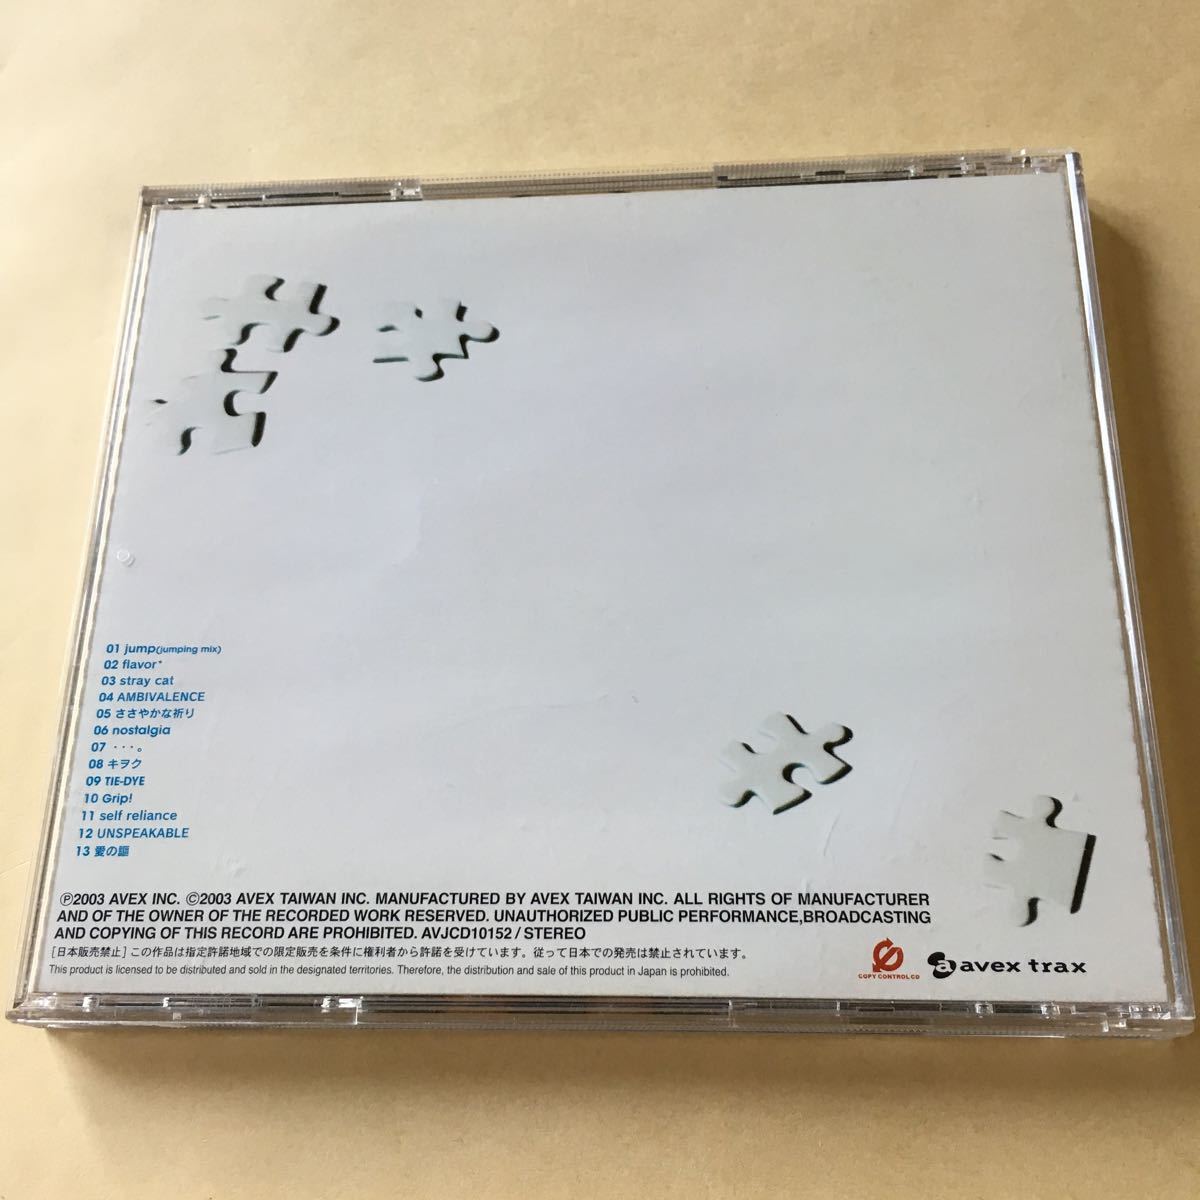 01 jump(jumping mix)
02 flavor*
03 stray cat
04 AMBIVALENCE
05 ささやかな祈り
06 nostalgia
07 ・・・。
08 キヲク
09 TIE-DYE
10 Grip!
11 self reliance
12 UNSPEAKABLE
13 愛の謳
℗2003 AVEX INC. ©2003 AVEX TAIWAN INC. MANUFACTURED BY AVEX TAIWAN INC. ALL RIGHTS OF MANUFACTURER
AND OF THE OWNER OF THE RECORDED WORK RESERVED. UNAUTHORIZED PUBLIC PERFORMANCE,BROADCASTING
AND COPYING OF THIS RECORD ARE PROHIBITED. AVJCD10152 / STEREO
[日本販売禁止] この作品は指定許諾地域での限定販売を条件に権利者から許諾を受けています。従って日本での発売は禁止されています。
This product is licensed to be distributed and sold in the designated territories. Therefore, the distribution and sale of this product in Japan is prohibited.
COPY CONTROL CD
a avex trax